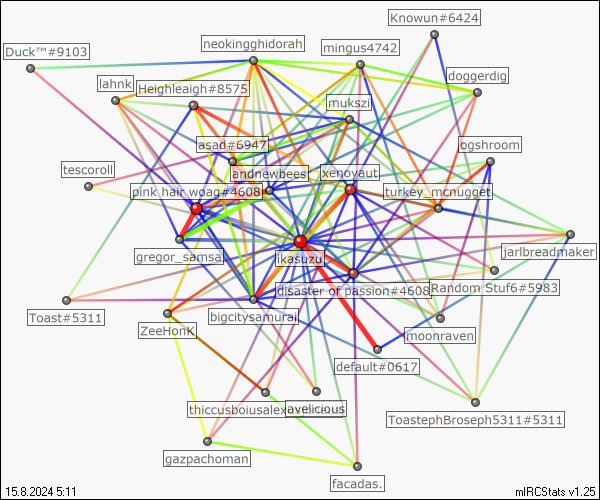 Knowun#6424
neokingghidorah
mingus4742
Duck™#9103
doggerdig
lahnk
Heighleaigh#8575
mukszi
asad#6947
ogshroom
tescoroll
andnewbees
xenoyaut
pink hair woag#4608
turkey_mcnugget
gregor_samsa
ikasuzu
jarlbreadmaker
disaster of passion#4608
Random Stuf6#5983
Toast#5311
ZeeHonK
bigcitysamurai
moonraven
default#0617
avelicious
ToastephBroseph5311#5311
gazpachoman
facadas.
15.8.2024 5:11
mIRCStats v1.25